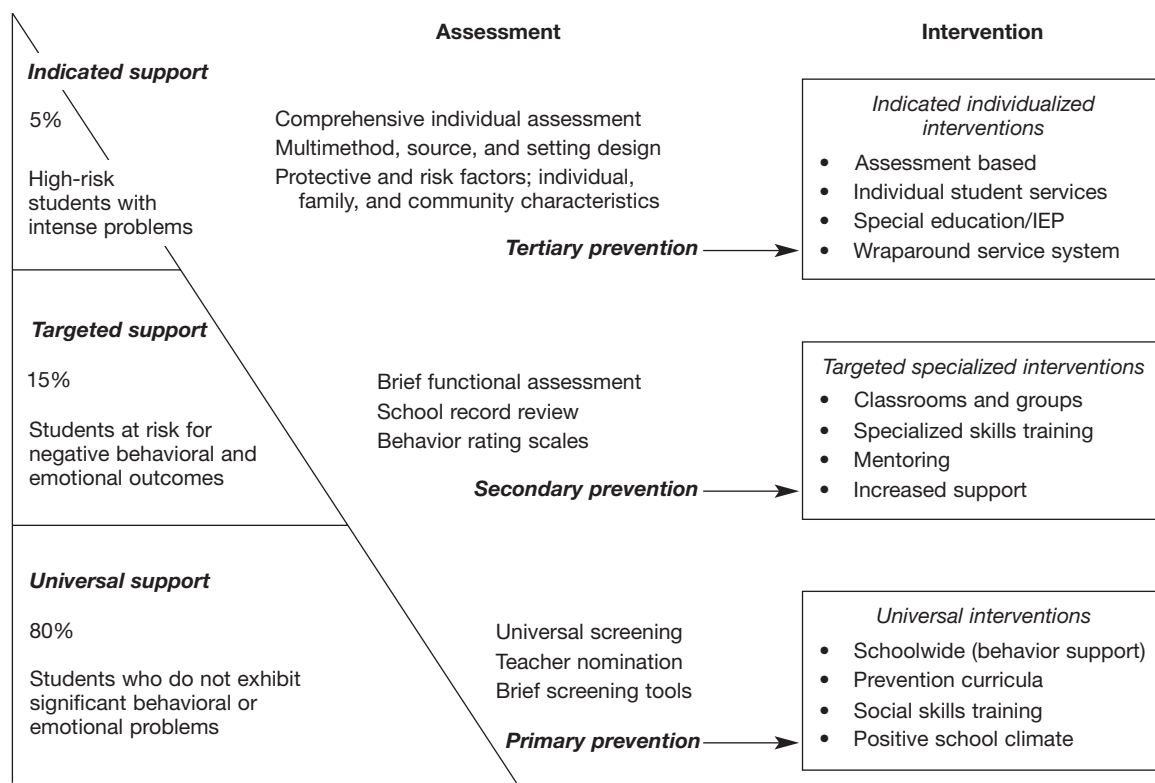 Assessment
Intervention
Indicated support
5%
High-risk
students with
intense problems
Comprehensive individual assessment
Multimethod, source, and setting design
Protective and risk factors; individual,
family, and community characteristics
Tertiary prevention
Indicated individualized
interventions
• Assessment based
• Individual student services
• Special education/IEP
• Wraparound service system
Targeted support
15%
Students at risk for
negative behavioral and
emotional outcomes
Brief functional assessment
School record review
Behavior rating scales
Secondary prevention
Targeted specialized interventions
• Classrooms and groups
• Specialized skills training
• Mentoring
• Increased support
Universal support
80%
Students who do not exhibit
significant behavioral or
emotional problems
Universal screening
Teacher nomination
Brief screening tools
Primary prevention
Universal interventions
• Schoolwide (behavior support)
• Prevention curricula
• Social skills training
• Positive school climate